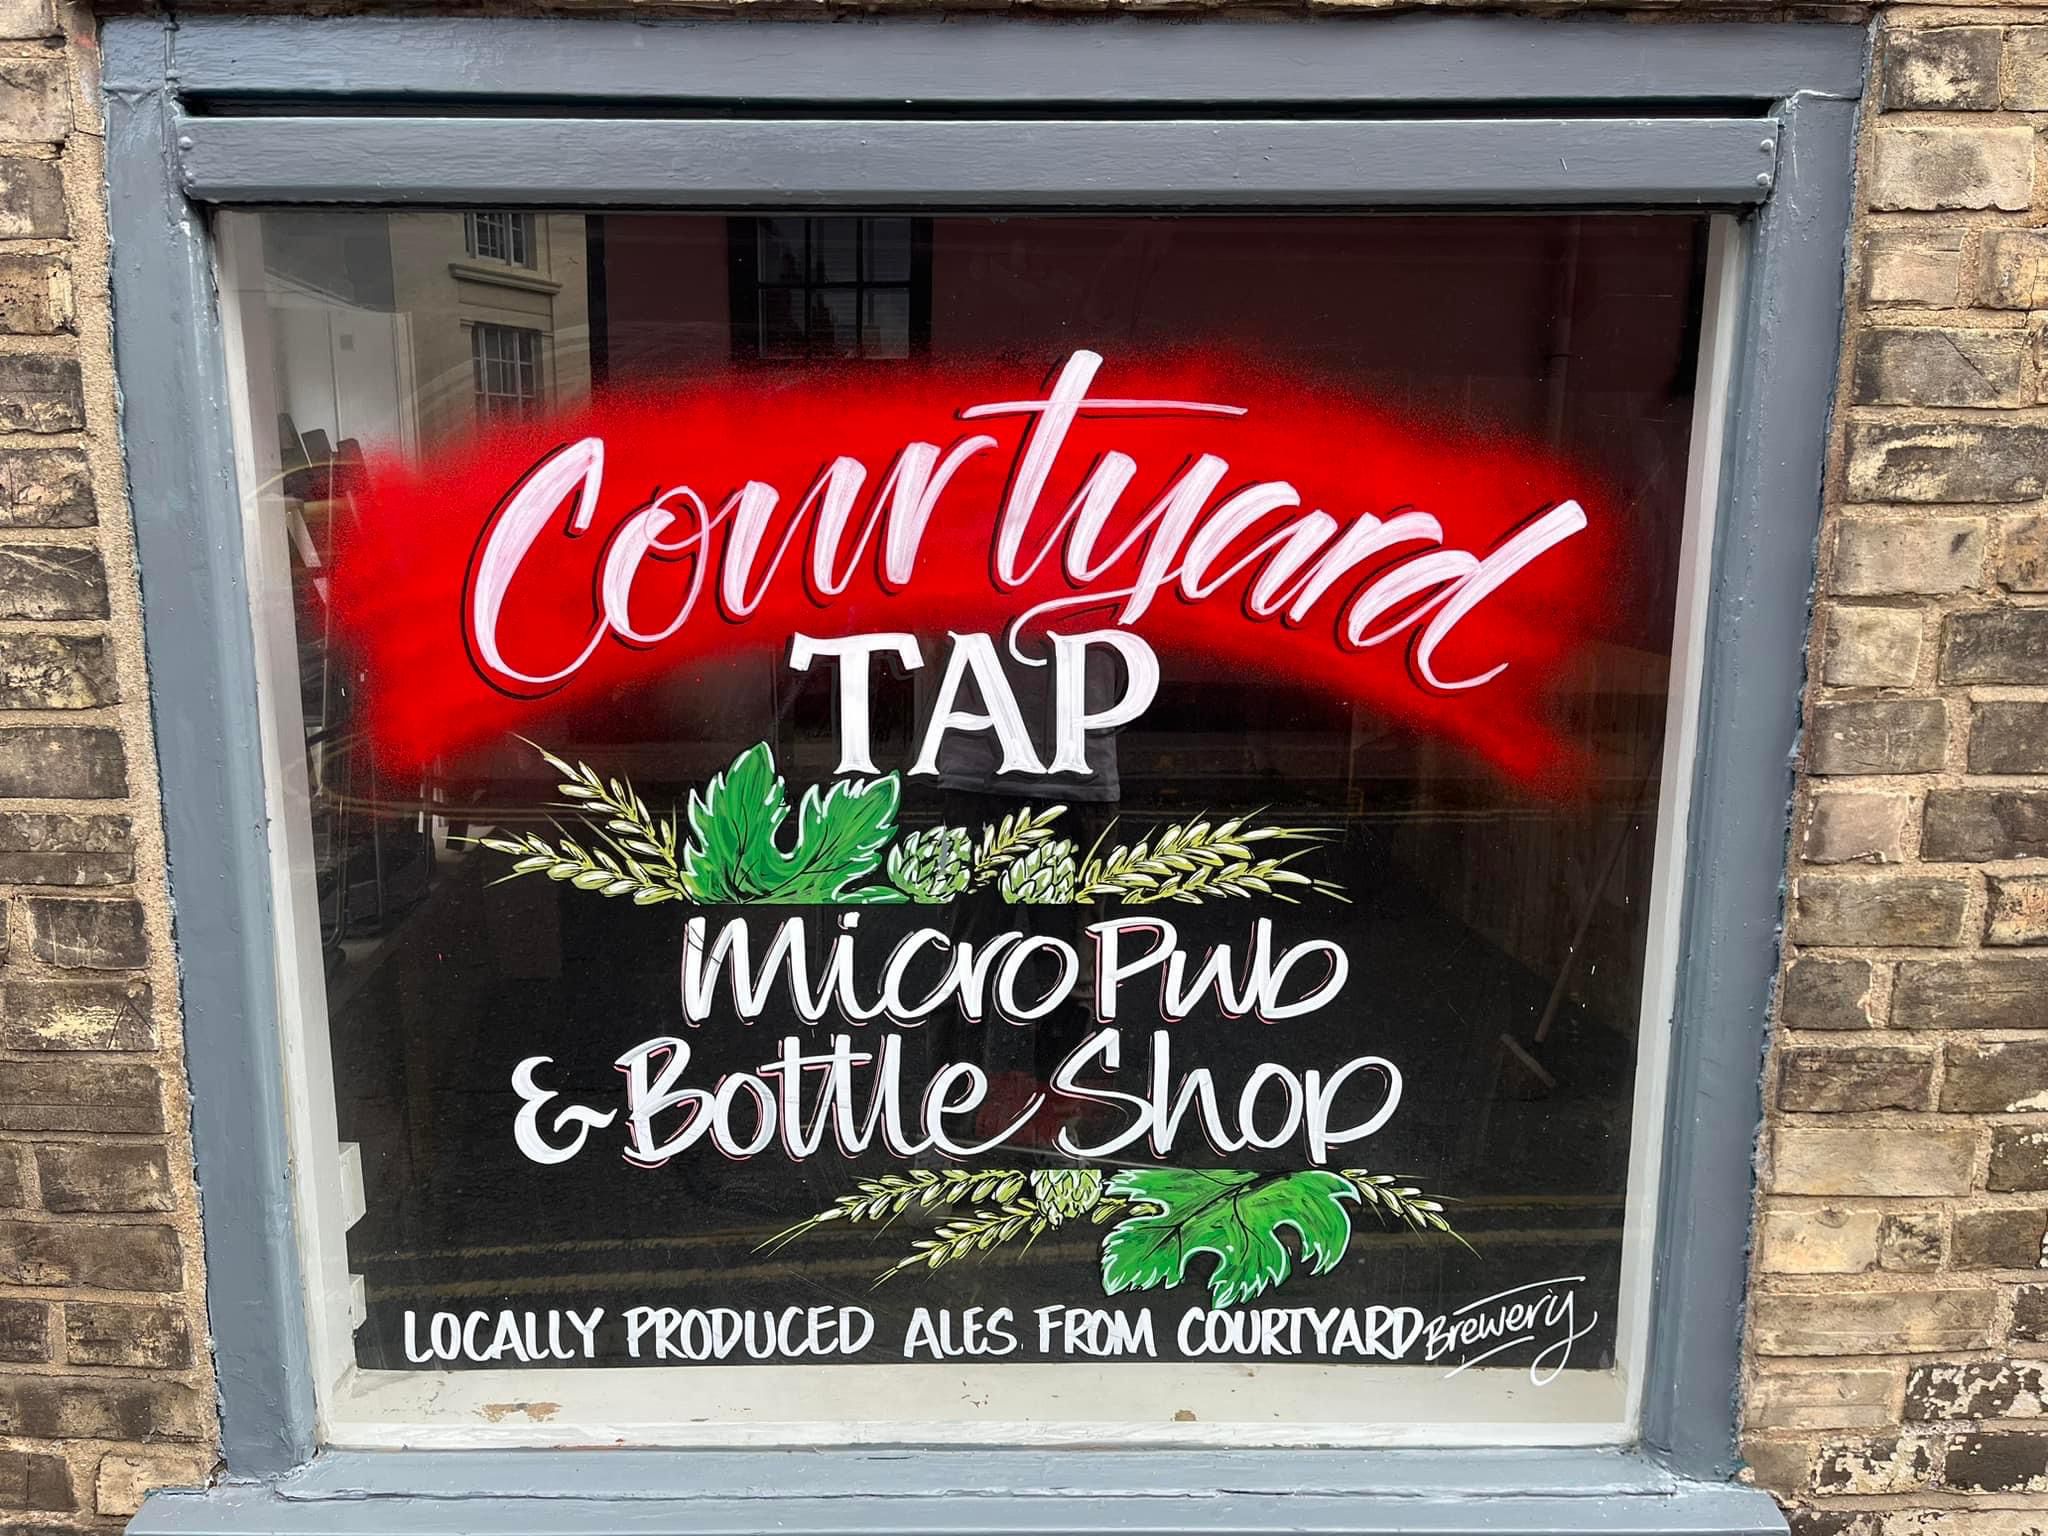 Courtyard
TAP
Micro Pub
& Bottle Shop
LOCALLY PRODUCED ALES FROM COURTYARD Brewery